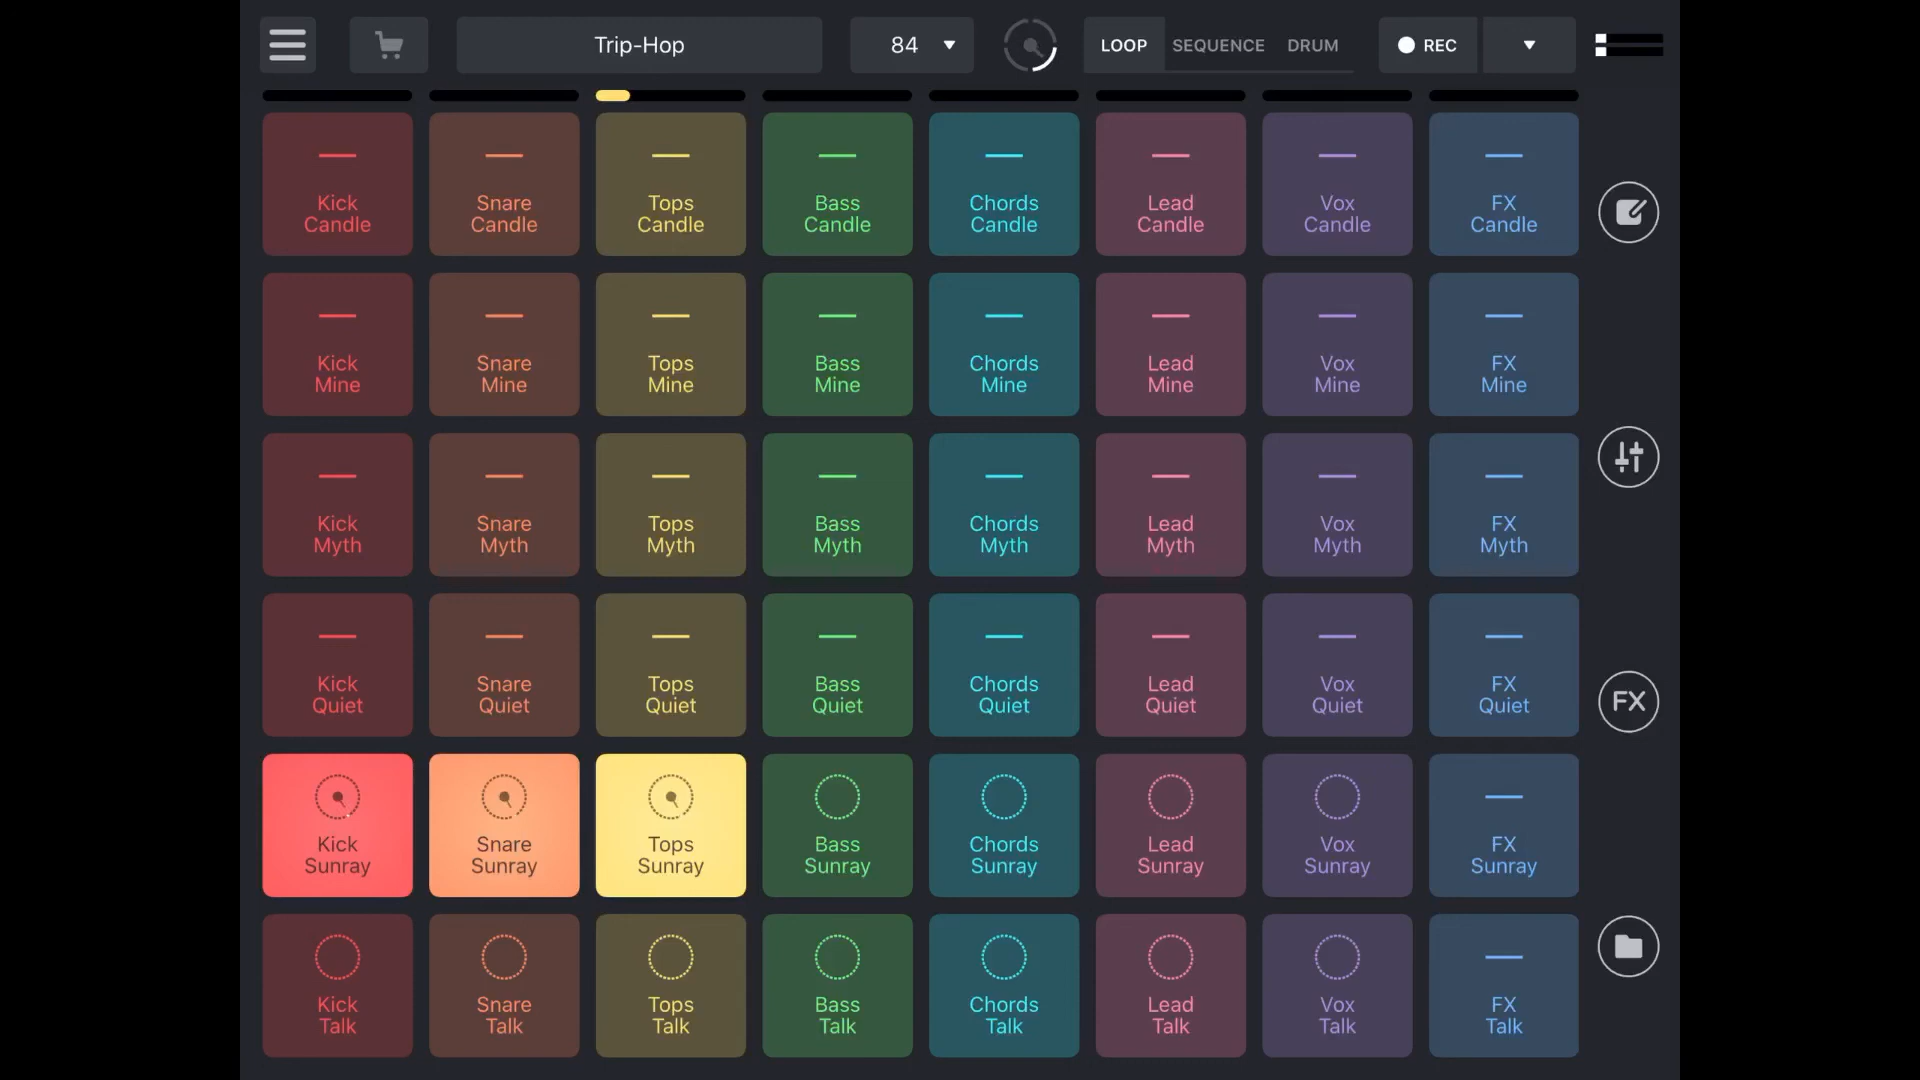 Trip-Hop 84 LOOP SEQUENCE DRUM REC
Kick Snare Tops Bass Chords Lead Vox FX
Candle Candle Candle Candle Candle Candle Candle Candle
Kick Snare Tops Bass Chords Lead Vox FX
Mine Mine Mine Mine Mine Mine Mine Mine
Kick Snare Tops Bass Chords Lead Vox FX
Myth Myth Myth Myth Myth Myth Myth Myth
Kick Snare Tops Bass Chords Lead Vox FX
Quiet Quiet Quiet Quiet Quiet Quiet Quiet Quiet
FX
Kick Snare Tops Bass Chords Lead Vox FX
Sunray Sunray Sunray Sunray Sunray Sunray Sunray Sunray
Kick Snare Tops Bass Chords Lead Vox FX
Talk Talk Talk Talk Talk Talk Talk Talk